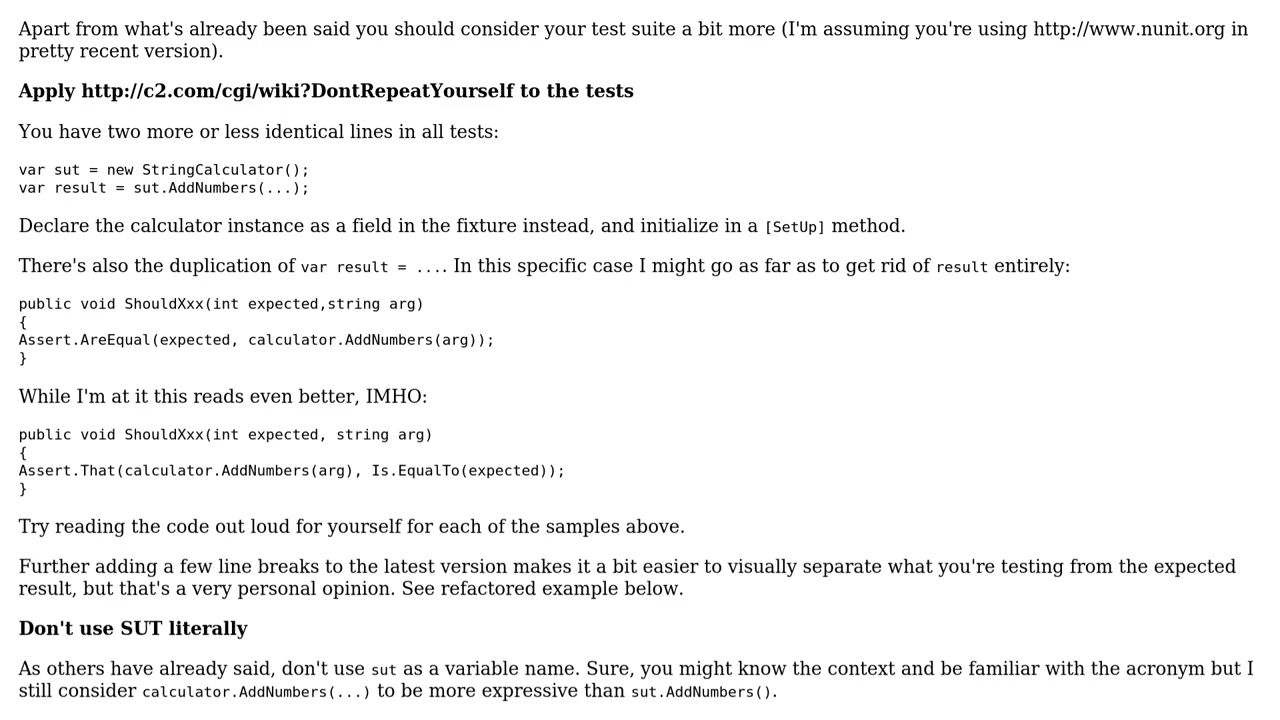 Apart from what's already been said you should consider your test suite a bit more (I'm assuming you're using http://www.nunit.org in
pretty recent version).
Apply http://c2.com/cgi/wiki?DontRepeatYourself to the tests
You have two more or less identical lines in all tests:
var sut = new StringCalculator();
var result = sut.AddNumbers(...);
Declare the calculator instance as a field in the fixture instead, and initialize in a [SetUp] method.
There's also the duplication of var result = .... In this specific case I might go as far as to get rid of result entirely:
public void ShouldXxx(int expected,string arg)
{
Assert.AreEqual(expected, calculator.AddNumbers(arg));
}
While I'm at it this reads even better, IMHO:
public void ShouldXxx(int expected, string arg)
{
Assert.That(calculator.AddNumbers(arg), Is.EqualTo(expected));
}
Try reading the code out loud for yourself for each of the samples above.
Further adding a few line breaks to the latest version makes it a bit easier to visually separate what you're testing from the expected
result, but that's a very personal opinion. See refactored example below.
Don't use SUT literally
As others have already said, don't use sut as a variable name. Sure, you might know the context and be familiar with the acronym but I
still consider calculator.AddNumbers(...) to be more expressive than sut.AddNumbers().